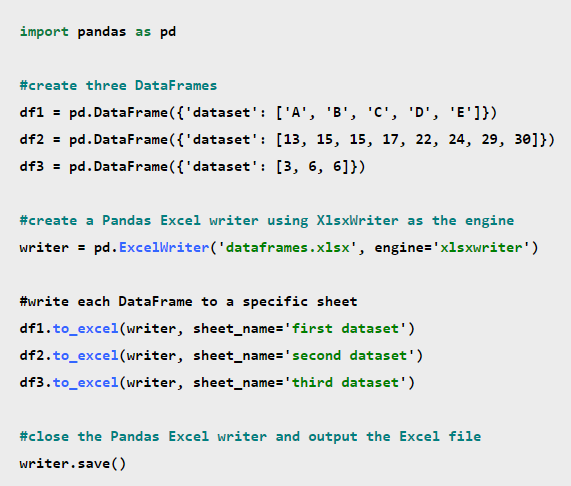 import pandas as pd
#create three DataFrames
df1 = pd.DataFrame({'dataset': ['A', 'B', 'C', 'D', 'E']})
df2 = pd.DataFrame({'dataset': [13, 15, 15, 17, 22, 24, 29, 30]})
df3 = pd.DataFrame({'dataset': [3, 6, 6]})
#create a Pandas Excel writer using XlsxWriter as the engine
writer = pd.ExcelWriter('dataframes.xlsx', engine='xlsxwriter')
#write each DataFrame to a specific sheet
df1.to_excel(writer, sheet_name='first dataset')
df2.to_excel(writer, sheet_name='second dataset')
df3.to_excel(writer, sheet_name='third dataset')
#close the Pandas Excel writer and output the Excel file
writer.save()